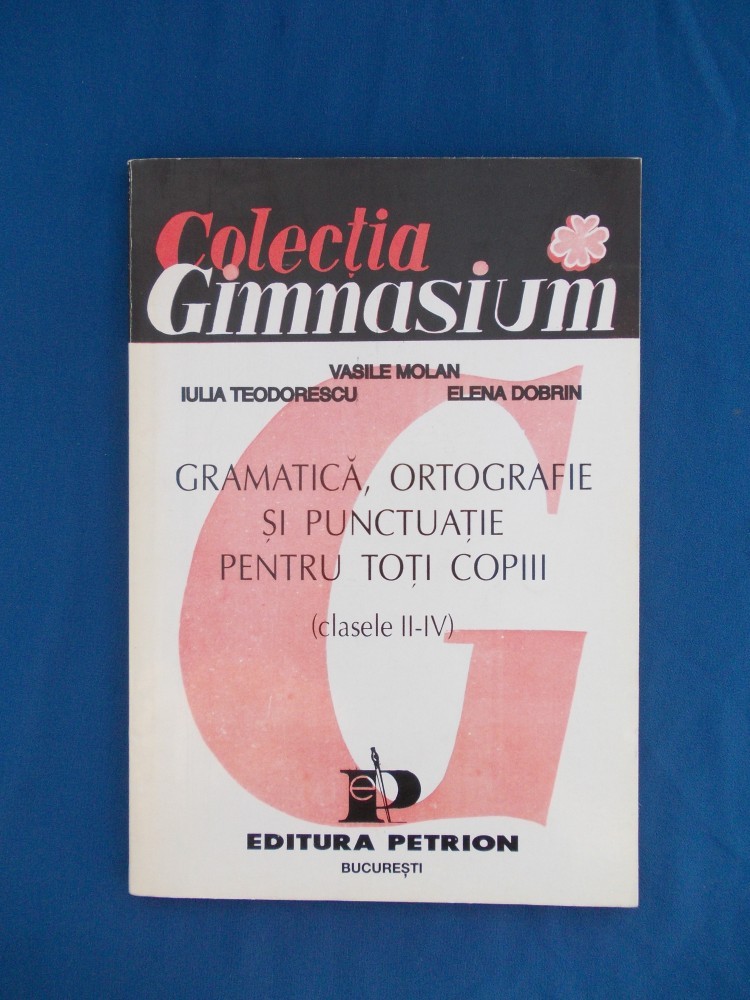 Colecția
Gimnasium
VASILE MOLAN
IULIA TEODORESCU ELENA DOBRIN
GRAMATICĂ, ORTOGRAFIE
ȘI PUNCTUAȚIE
PENTRU TOȚI COPIII
(clasele II-IV)
G
eP
EDITURA PETRION
BUCUREȘTI